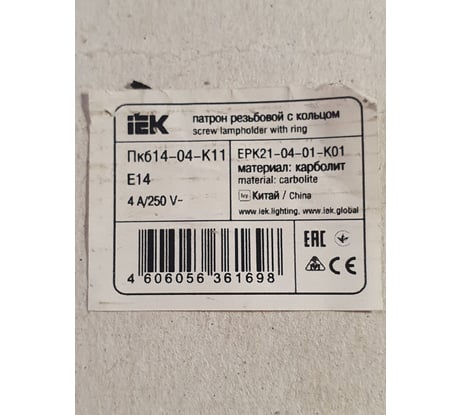 IEK
патрон резьбовой с кольцом
screw lampholder with ring
Пкб14-04-К11
E14
4 A/250 V~
EPK21-04-01-K01
материал: карболит
material: carbolite
Китай / China
www.iek.lighting, www.iek.global
EAC
CE
4 606056 361698